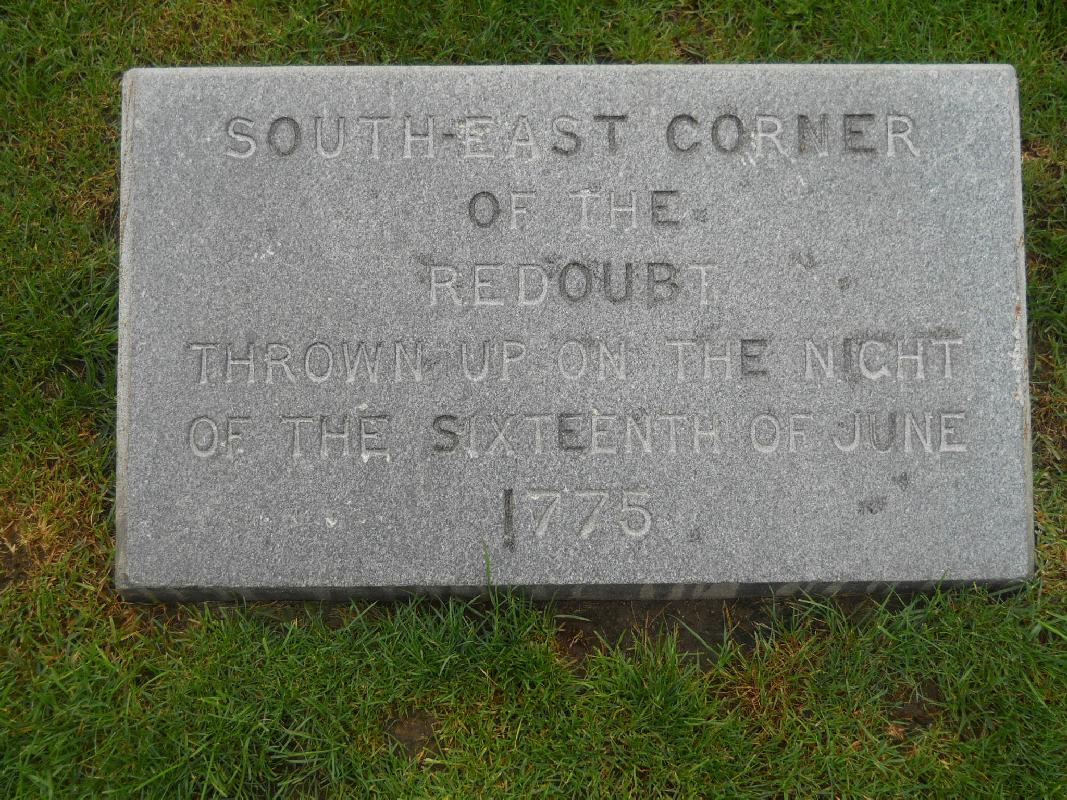 SOUTH-EAST CORNER
OF THE
REDOUBT
THROWN UP ON THE NIGHT
OF THE SIXTEENTH OF JUNE
1775